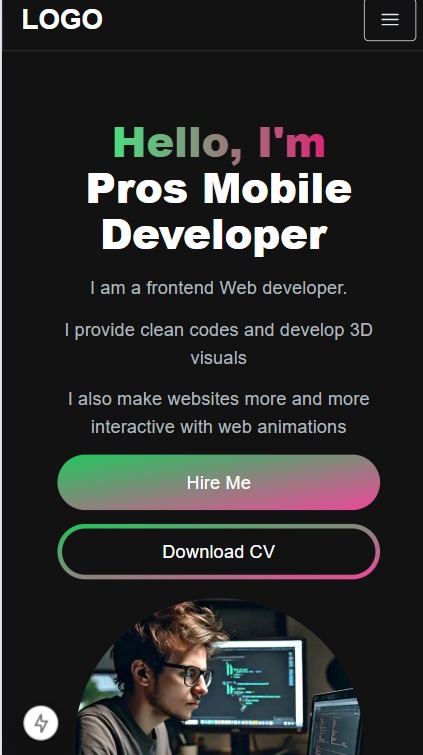 LOGO
Hello, I'm
Pros Mobile
Developer
I am a frontend Web developer.
I provide clean codes and develop 3D
visuals
I also make websites more and more
interactive with web animations
Hire Me
Download CV